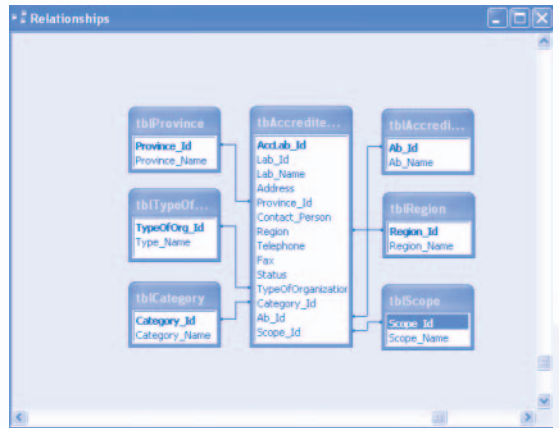 Relationships
tblProvince
Province_Id
Province_Name
tblTypeOf...
TypeOfOrg_Id
Type_Name
tblCategory
Category_Id
Category_Name
tbAccredite...
AccLab_Id
Lab_Id
Lab_Name
Address
Province_Id
Contact_Person
Region
Telephone
Fax
Status
TypeOfOrganization
Category_Id
Ab_Id
Scope_Id
tblAccredi...
Ab_Id
Ab_Name
tblRegion
Region_Id
Region_Name
tblScope
Scope_Id
Scope_Name